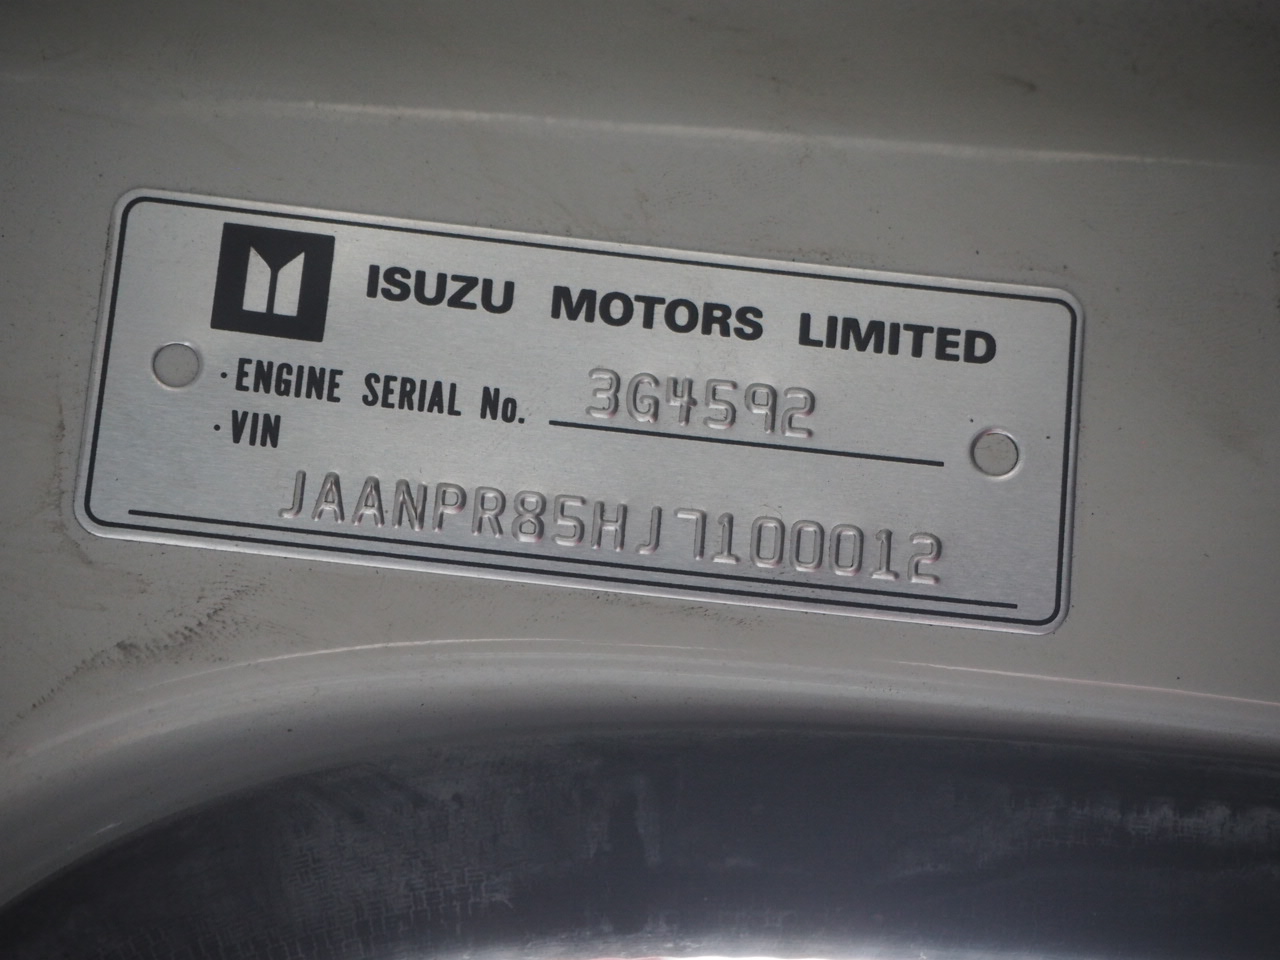 ISUZU MOTORS LIMITED
·ENGINE SERIAL No. 3G4592
·VIN
JAANPR85HJ7100012